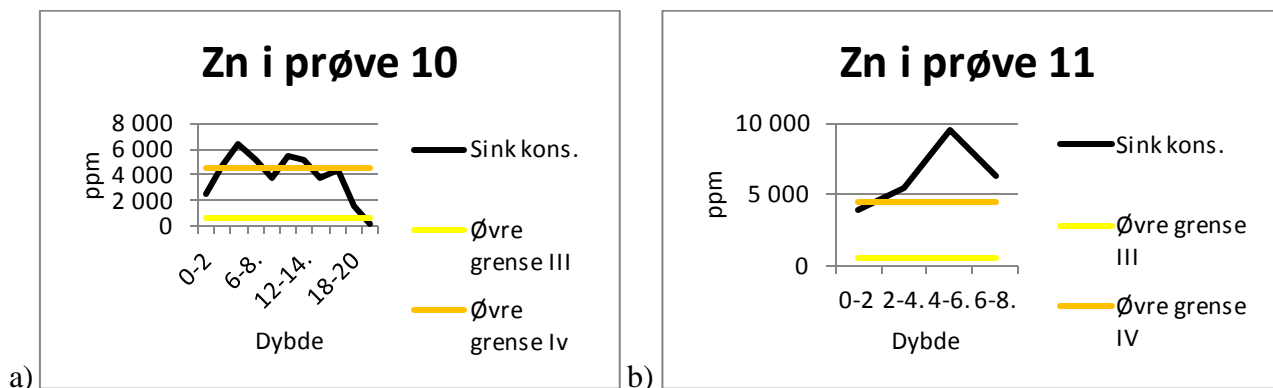 Zn i prøve 10
8 000
6 000
4 000
2 000
0
ppm
0-2
6-8.
12-14.
18-20
Dybde
Sink kons.
Øvre
grense III
Øvre
grense Iv
a)
Zn i prøve 11
10 000
5 000
0
ppm
0-2 2-4. 4-6. 6-8.
Dybde
Sink kons.
Øvre grense
III
Øvre grense
IV
b)